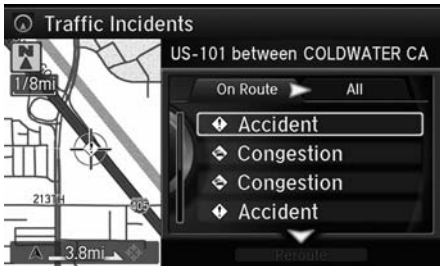 Traffic Incidents
US-101 between COLDWATER CA
N
1/8mi
On Route
All
Accident
Congestion
Congestion
Accident
213TH
405
3.8mi
Reroute